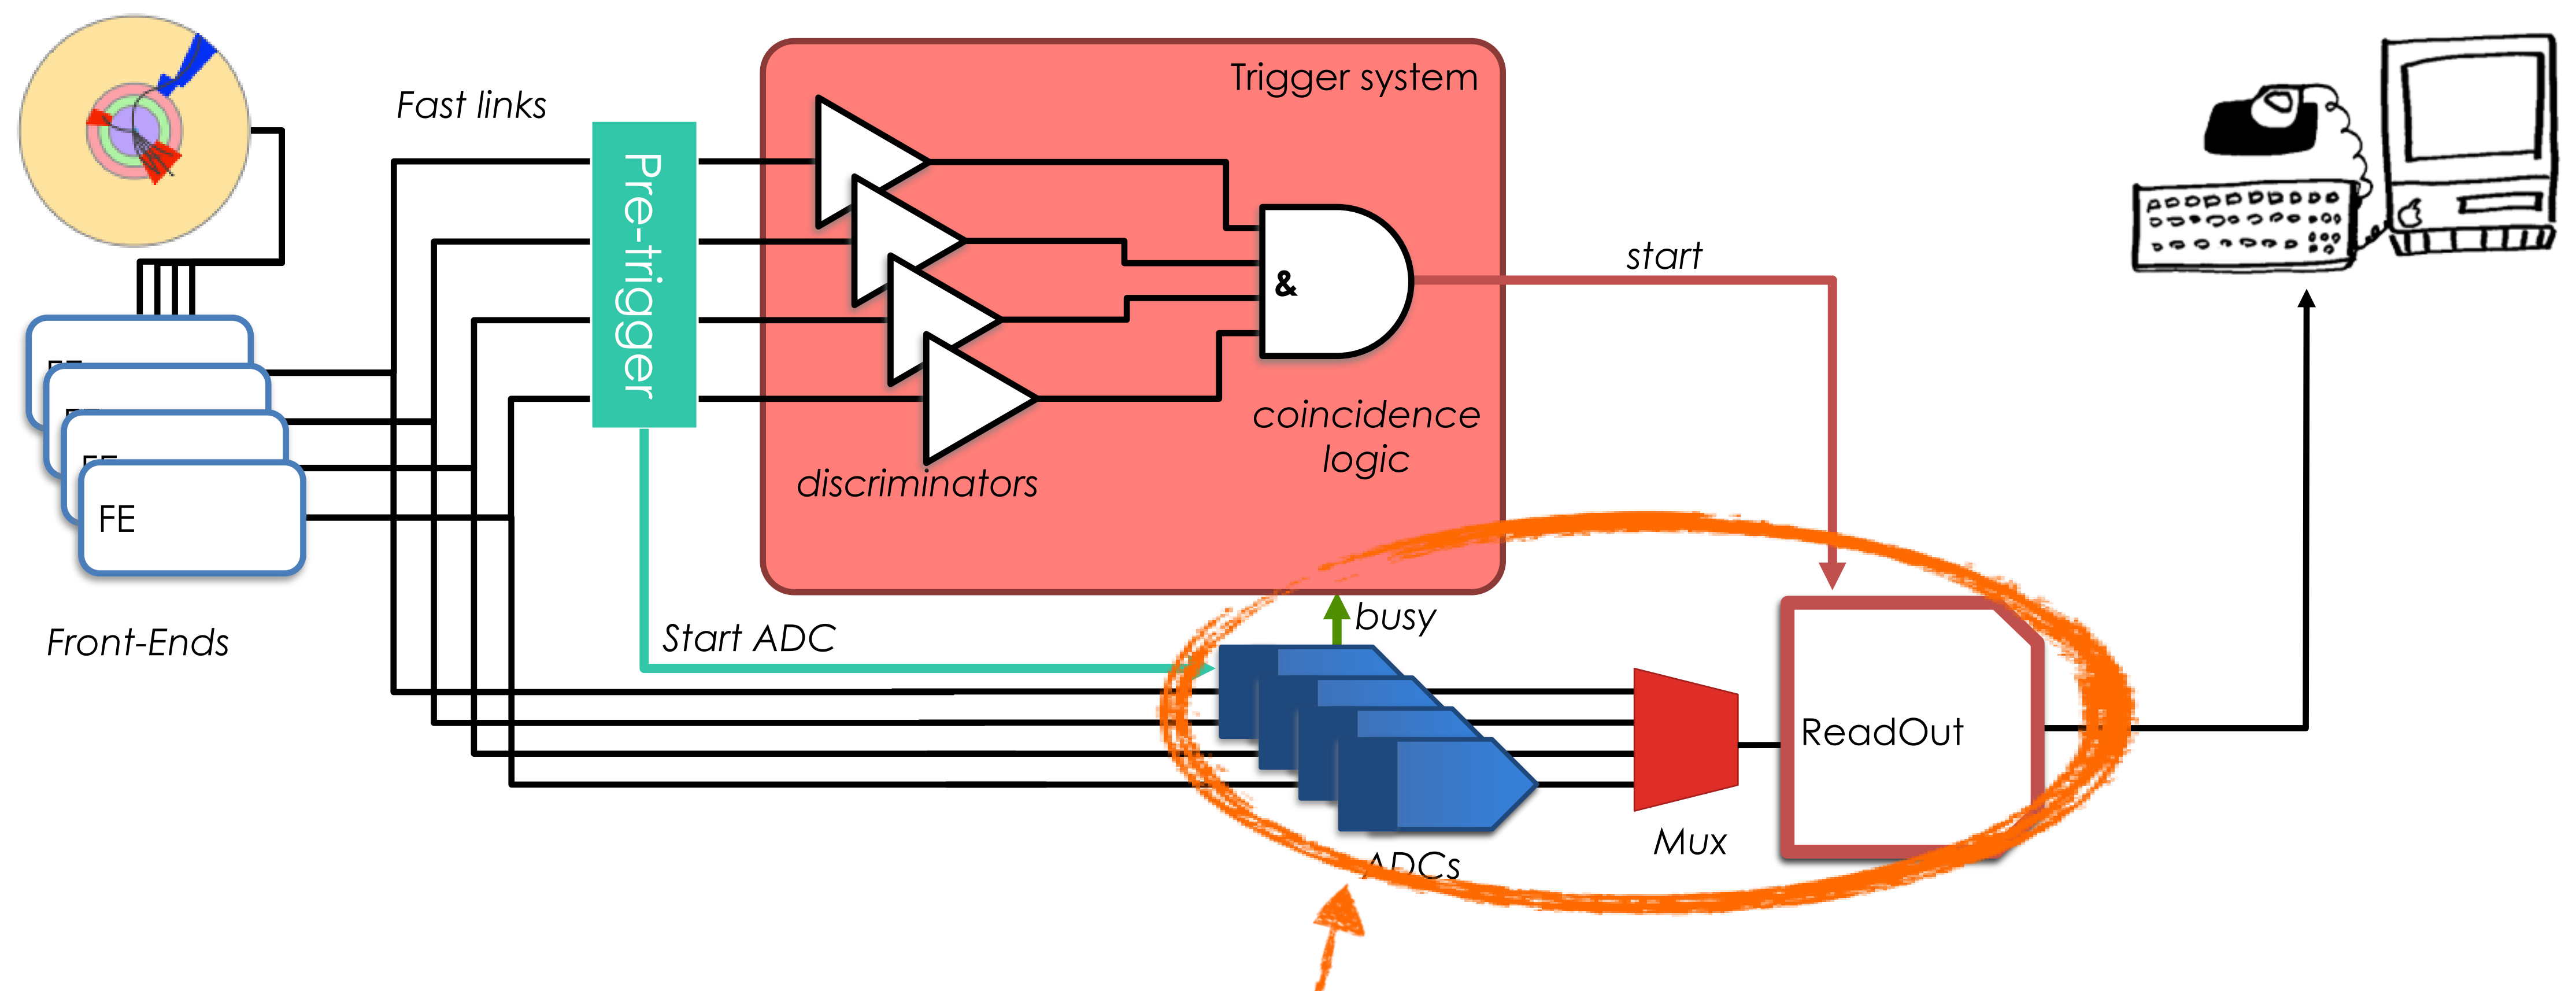 Trigger system
Fast links
Pre-trigger
&
start
coincidence
logic
discriminators
FE
Front-Ends
Start ADC
busy
ReadOut
Mux
ADCs